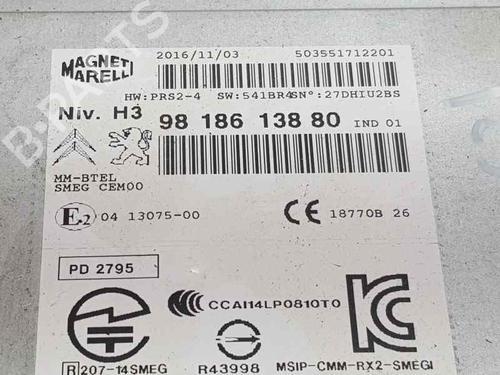 MAGNETI MARELLI
2016/11/03 503551712201
HW:PRS2-4 SW:541BR4SN°:27DHIU2BS
Niv. H3 98 186 138 80 IND 01
MM-BTEL
SMEG CEM00
E2 04 13075-00 CE 18770B 26
PD 2795
CCAI14LP0810T0
R 207-14SMEG R43998 MSIP-CMM-RX2-SMEGI
B-PARTS